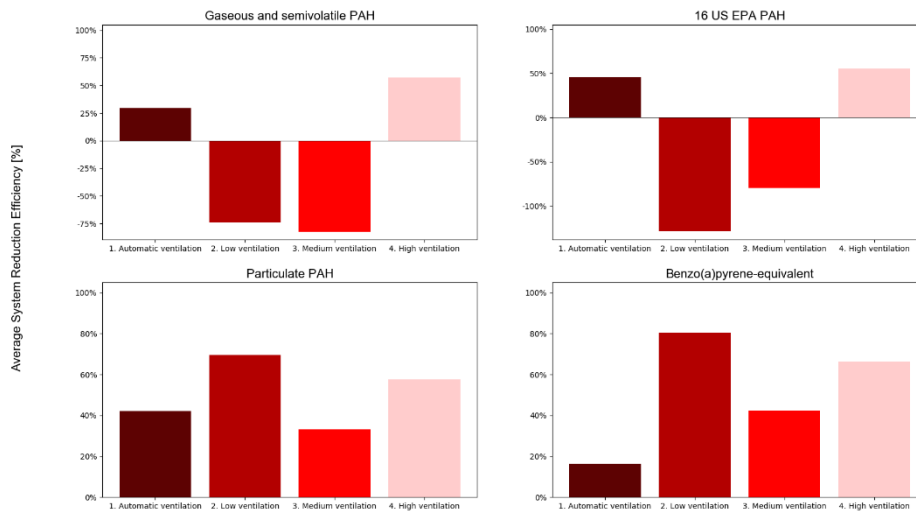 Average System Reduction Efficiency [%]
Gaseous and semivolatile PAH
100%
75%
50%
25%
0%
-25%
-50%
-75%
1. Automatic ventilation 2. Low ventilation 3. Medium ventilation 4. High ventilation
16 US EPA PAH
100%
50%
0%
-50%
-100%
1. Automatic ventilation 2. Low ventilation 3. Medium ventilation 4. High ventilation
Particulate PAH
100%
80%
60%
40%
20%
0%
1. Automatic ventilation 2. Low ventilation 3. Medium ventilation 4. High ventilation
Benzo(a)pyrene-equivalent
100%
80%
60%
40%
20%
0%
1. Automatic ventilation 2. Low ventilation 3. Medium ventilation 4. High ventilation